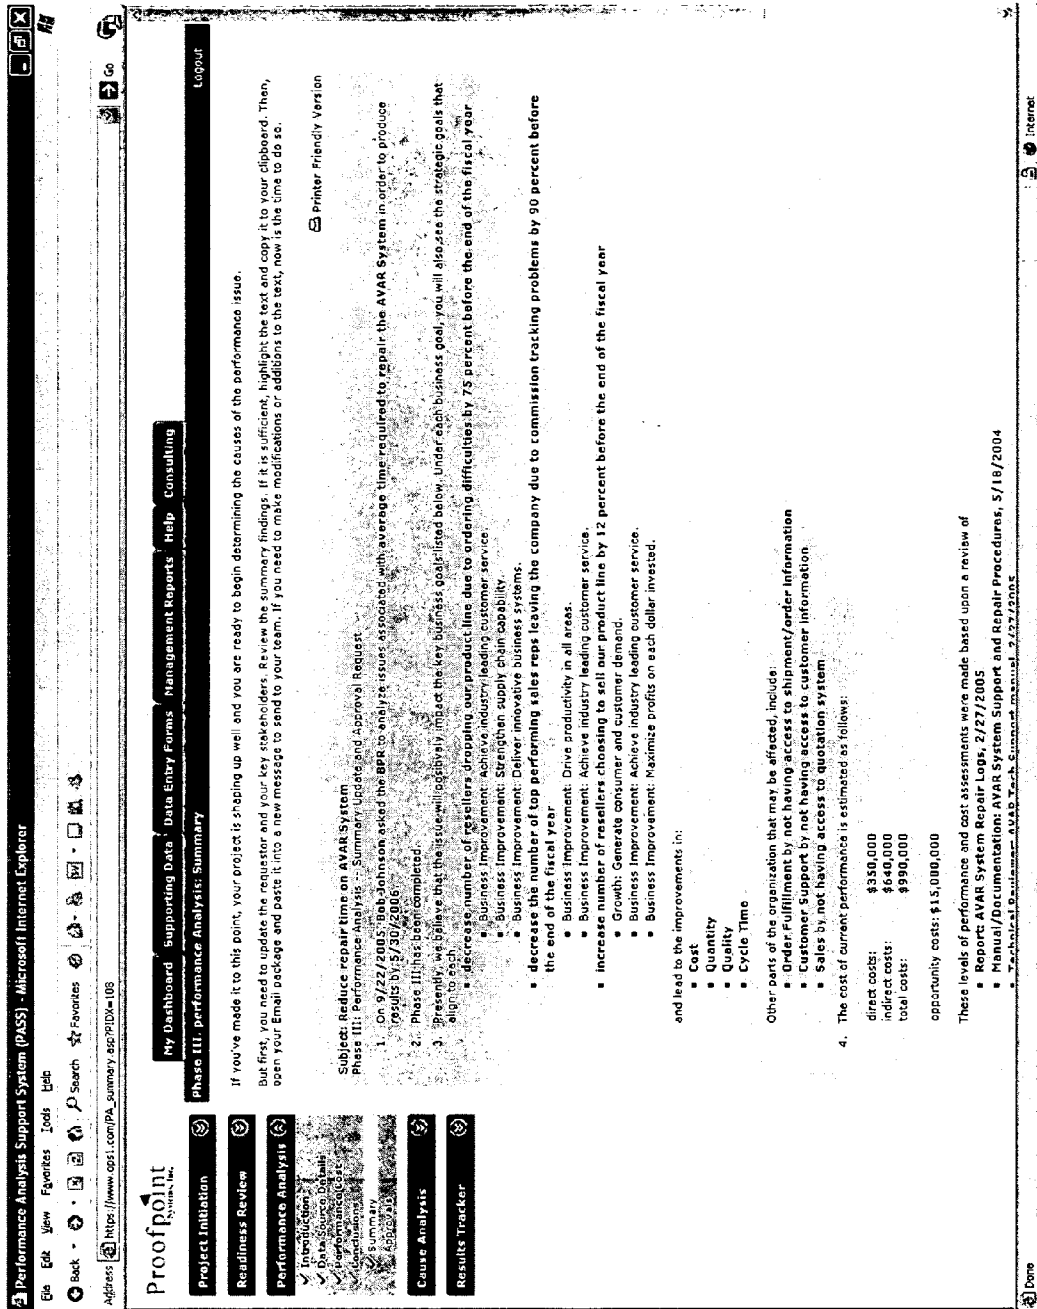 Performance Analysis Support System (PASS) - Microsoft Internet Explorer
File Edit View Favorites Tools Help
Back Search Favorites
Address https://www.ops1.com/PA_summary.asp?PIDX=108 Go
Proofpoint
Systems, Inc.
My Dashboard Supporting Data Data Entry Forms Management Reports Help Consulting
Phase III. performance Analysis: Summary Logout
Project Initiation
Readiness Review
Performance Analysis
Introduction
Data Source Details
Performance/Cost
Conclusions
Summary
Approvals
Cause Analysis
Results Tracker
If you've made it to this point, your project is shaping up well and you are ready to begin determining the causes of the performance issue.
But first, you need to update the requestor and your key stakeholders. Review the summary findings. If it is sufficient, highlight the text and copy it to your clipboard. Then,
open your Email package and paste it into a new message to send to your team. If you need to make modifications or additions to the text, now is the time to do so.
Printer Friendly Version
Subject: Reduce repair time on AVAR System
Phase III: Performance Analysis -- Summary Update and Approval Request
1. On 9/22/2005 Bob Johnson asked the BPR to analyze issues associated with average time required to repair the AVAR System in order to produce
results by 5/30/2006.
2. Phase III has been completed.
3. Presently, we believe that the issue will positively impact the key business goals listed below. Under each business goal, you will also see the strategic goals that
align to each
decrease number of resellers dropping our product line due to ordering difficulties by 75 percent before the end of the fiscal year
Business Improvement: Achieve industry leading customer service.
Business Improvement: Strengthen supply chain capability.
Business Improvement: Deliver innovative business systems.
decrease the number of top performing sales reps leaving the company due to commission tracking problems by 90 percent before
the end of the fiscal year
Business Improvement: Drive productivity in all areas.
Business Improvement: Achieve industry leading customer service.
increase number of resellers choosing to sell our product line by 12 percent before the end of the fiscal year
Growth: Generate consumer and customer demand.
Business Improvement: Achieve industry leading customer service.
Business Improvement: Maximize profits on each dollar invested.
and lead to the improvements in:
Cost
Quantity
Quality
Cycle Time
Other parts of the organization that may be affected, include:
Order Fulfillment by not having access to shipment/order information
Customer Support by not having access to customer information
Sales by not having access to quotation system
4. The cost of current performance is estimated as follows:
direct costs: $350,000
indirect costs: $640,000
total costs: $990,000
opportunity costs: $15,000,000
These levels of performance and cost assessments were made based upon a review of
Report: AVAR System Repair Logs, 2/27/2005
Manual/Documentation: AVAR System Support and Repair Procedures, 5/18/2004
Technical Reviewer: AVAR Tech Support manual, 2/27/2005
Done Internet